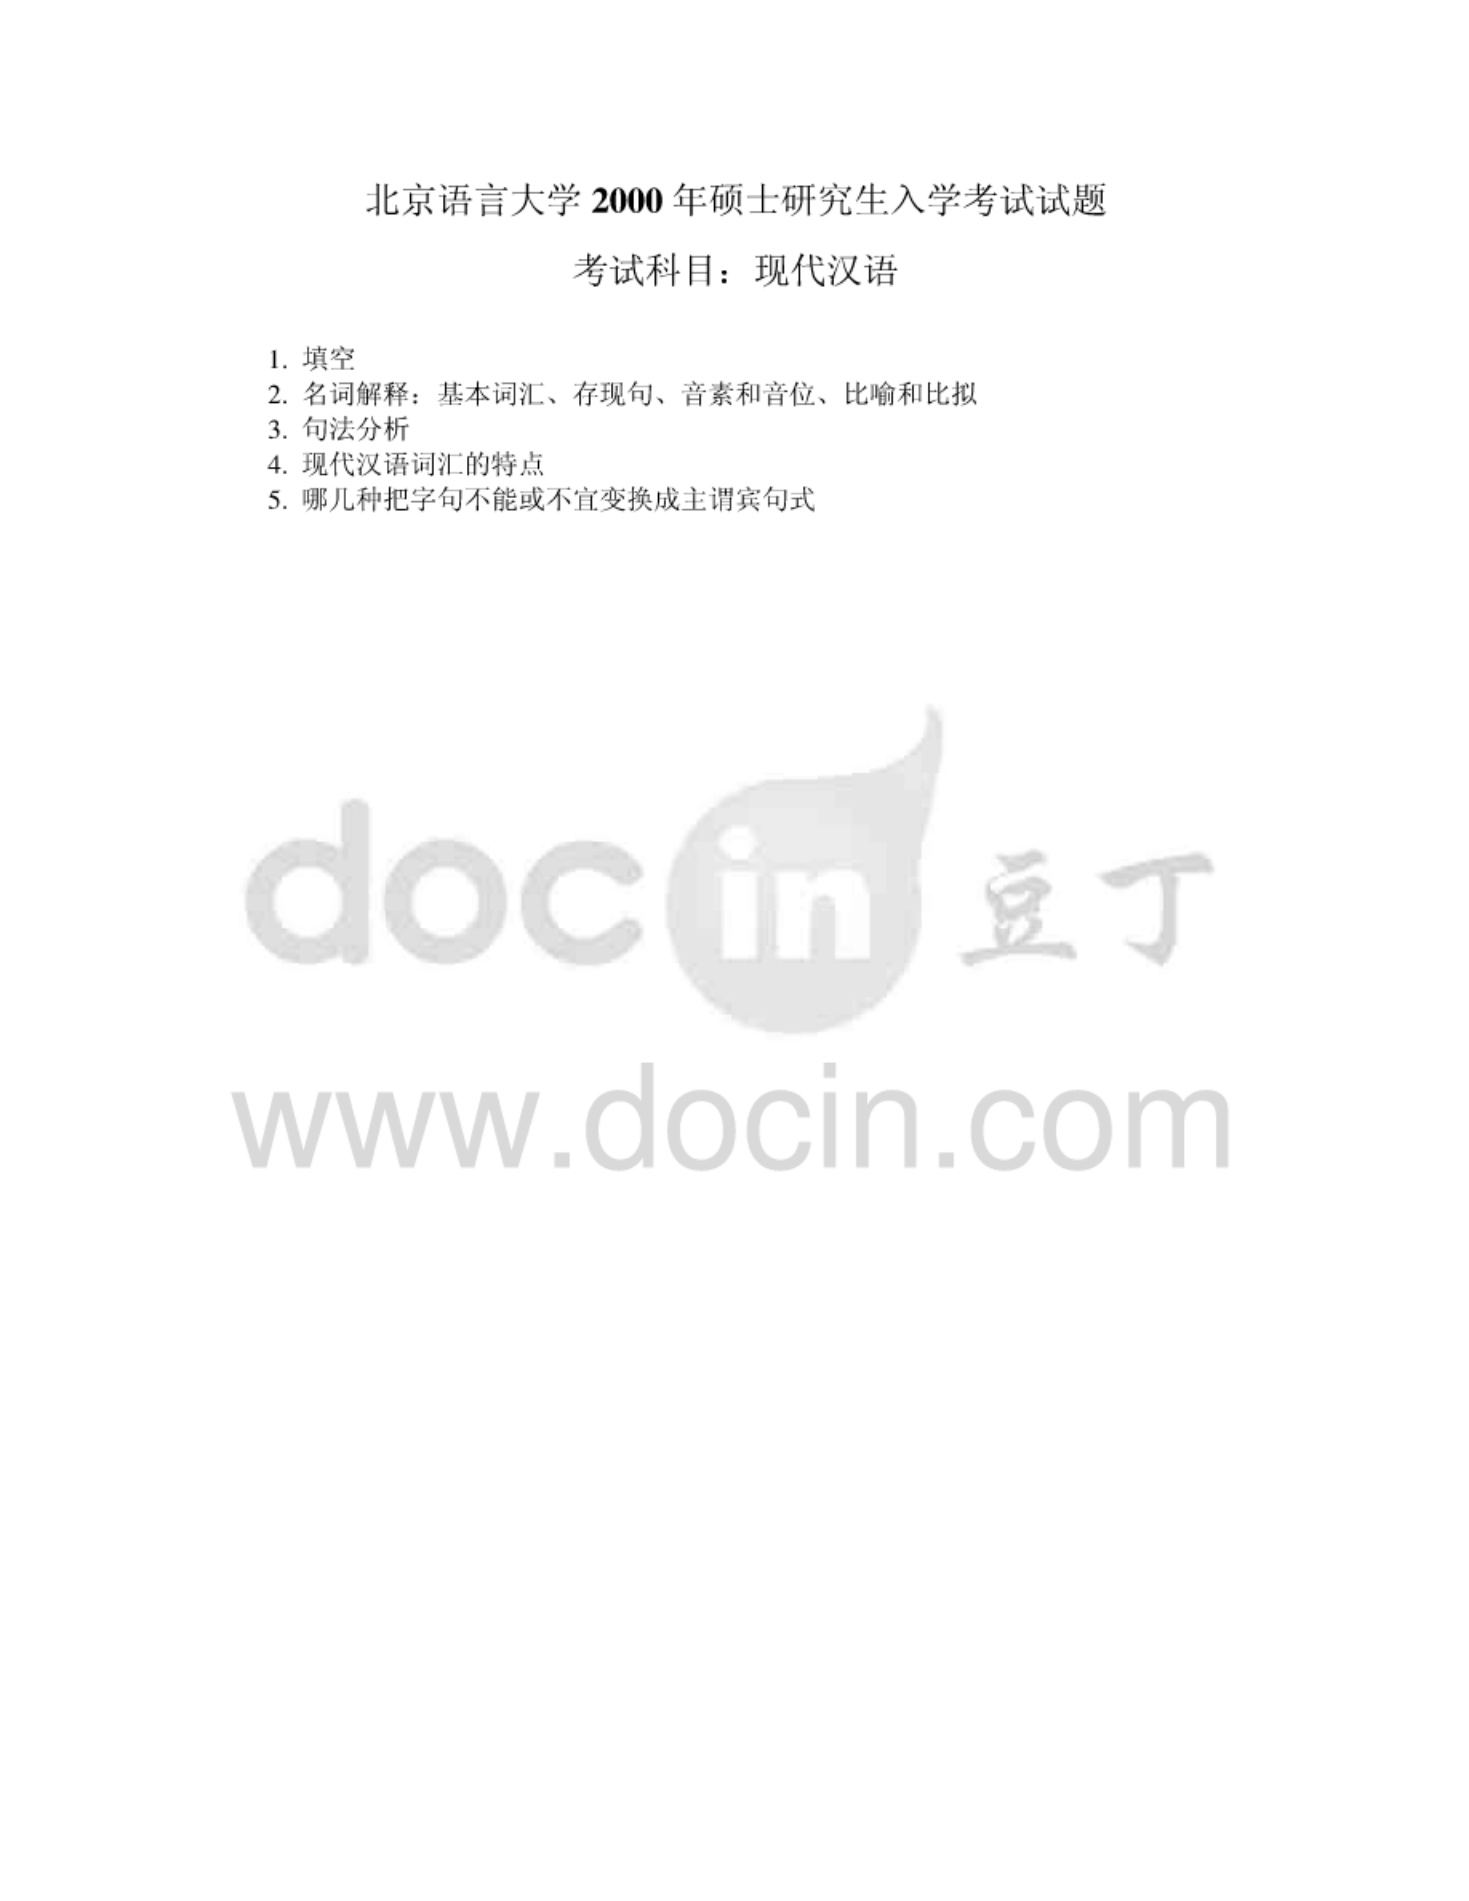 北京语言大学 2000 年硕士研究生入学考试试题
考试科目：现代汉语
1. 填空
2. 名词解释：基本词汇、存现句、音素和音位、比喻和比拟
3. 句法分析
4. 现代汉语词汇的特点
5. 哪几种把字句不能或不宜变换成主谓宾句式
docin 豆丁
www.docin.com